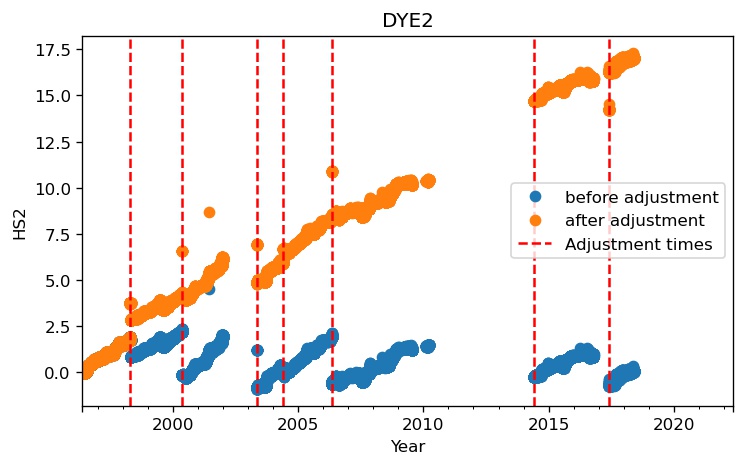 DYE2
17.5
15.0
12.5
10.0
7.5
5.0
2.5
0.0
HS2
before adjustment
after adjustment
Adjustment times
2000 2005 2010 2015 2020
Year